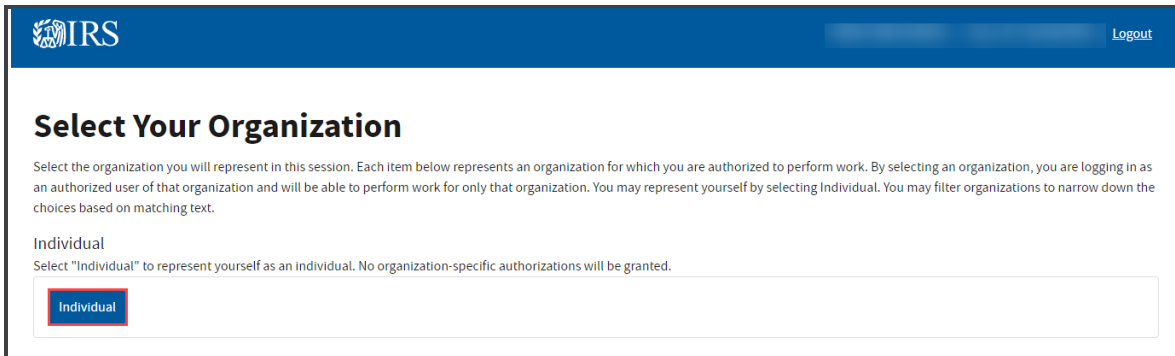 IRS
Logout
Select Your Organization
Select the organization you will represent in this session. Each item below represents an organization for which you are authorized to perform work. By selecting an organization, you are logging in as
an authorized user of that organization and will be able to perform work for only that organization. You may represent yourself by selecting Individual. You may filter organizations to narrow down the
choices based on matching text.
Individual
Select "Individual" to represent yourself as an individual. No organization-specific authorizations will be granted.
Individual